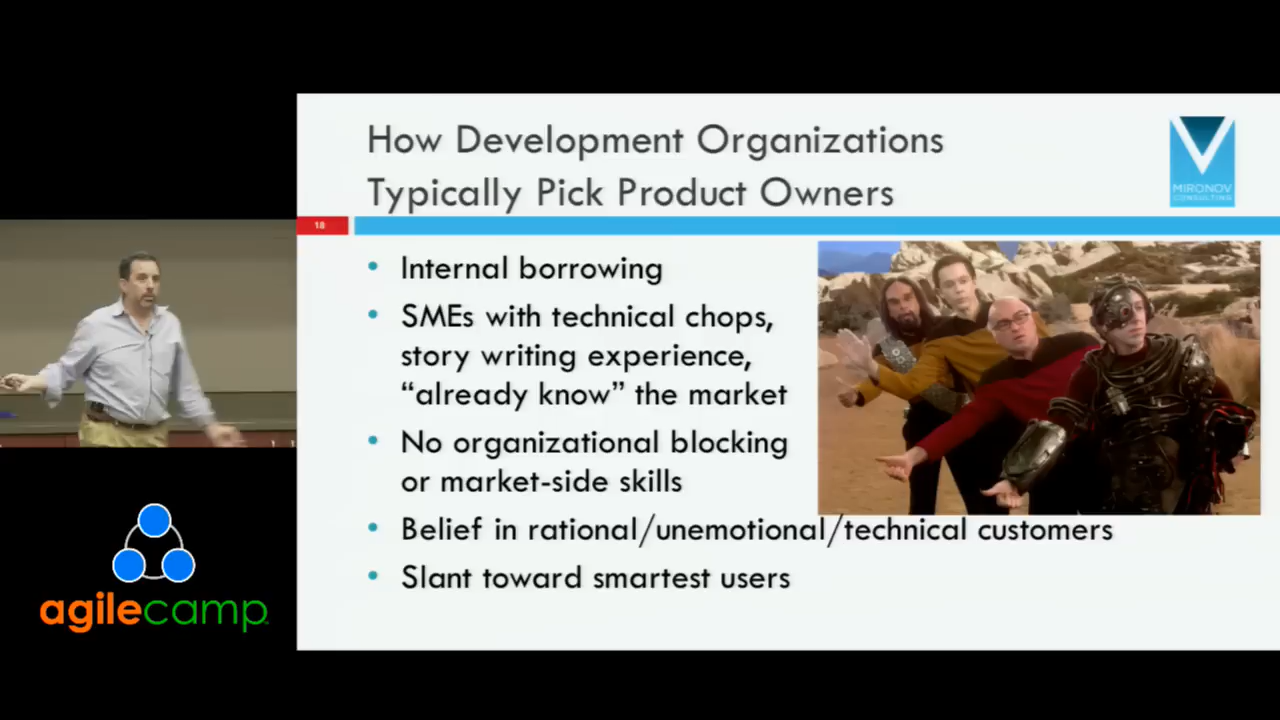 How Development Organizations
Typically Pick Product Owners
MIRONOV
CONSULTING
18
• Internal borrowing
• SMEs with technical chops,
story writing experience,
“already know” the market
• No organizational blocking
or market-side skills
• Belief in rational/unemotional/technical customers
• Slant toward smartest users
agilecamp